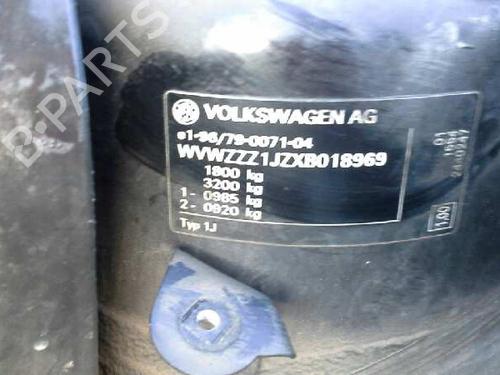 B-PARTS
VOLKSWAGEN AG
e1-96/79-0071-04
WVWZZZ1JZXB018969
1800 kg
3200 kg
1- 0985 kg
2- 0920 kg
Typ 1J
1,00